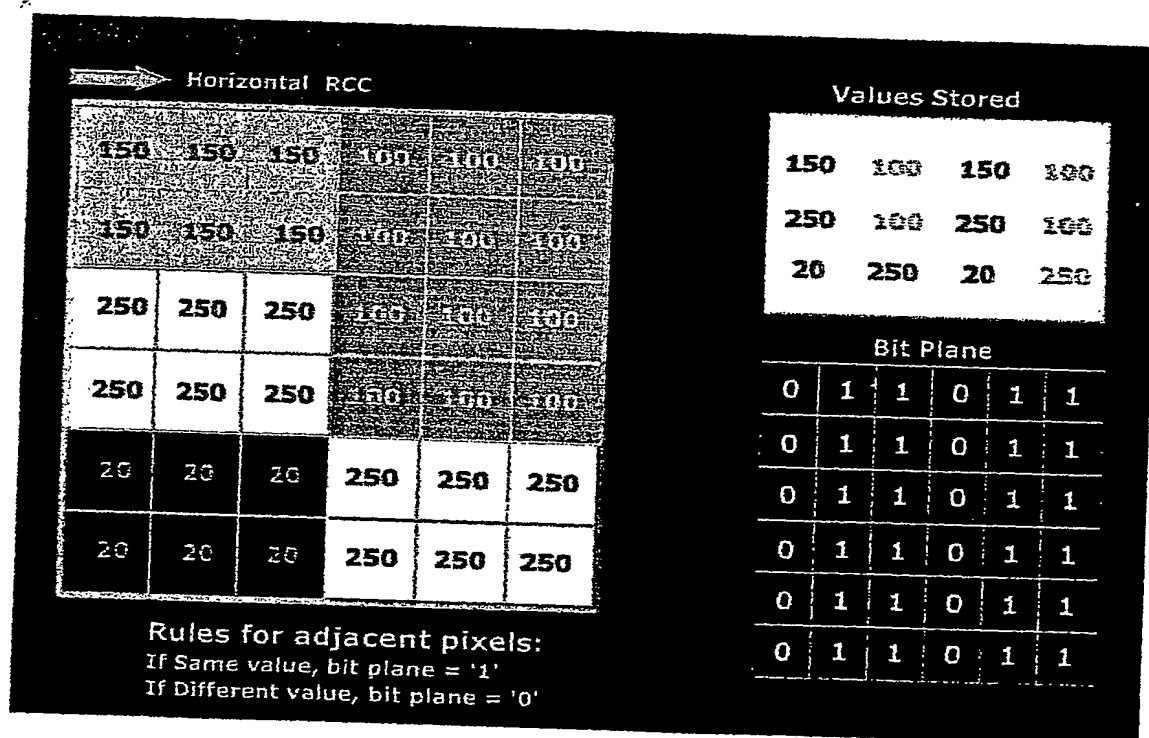 Horizontal RCC
150 150 150 100 100 100
150 150 150 100 100 100
250 250 250 100 100 100
250 250 250 100 100 100
20 20 20 250 250 250
20 20 20 250 250 250
Rules for adjacent pixels:
If Same value, bit plane = '1'
If Different value, bit plane = '0'
Values Stored
150 100 150 100
250 100 250 100
20 250 20 250
Bit Plane
0 1 1 0 1 1
0 1 1 0 1 1
0 1 1 0 1 1
0 1 1 0 1 1
0 1 1 0 1 1
0 1 1 0 1 1